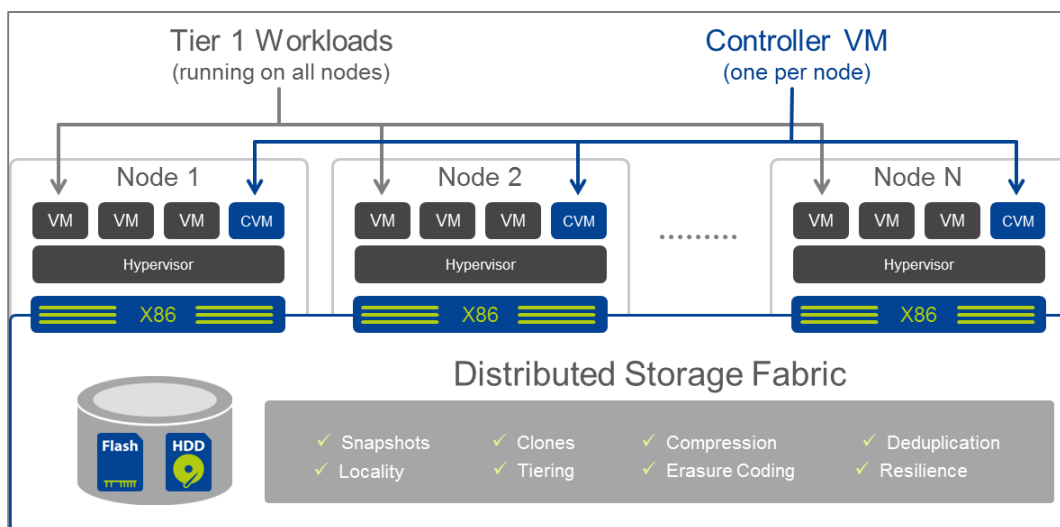 Tier 1 Workloads
(running on all nodes)
Controller VM
(one per node)
Node 1
VM VM VM CVM
Hypervisor
X86
Node 2
VM VM VM CVM
Hypervisor
X86
.........
Node N
VM VM VM CVM
Hypervisor
X86
Distributed Storage Fabric
Flash HDD
✓ Snapshots ✓ Clones ✓ Compression ✓ Deduplication
✓ Locality ✓ Tiering ✓ Erasure Coding ✓ Resilience